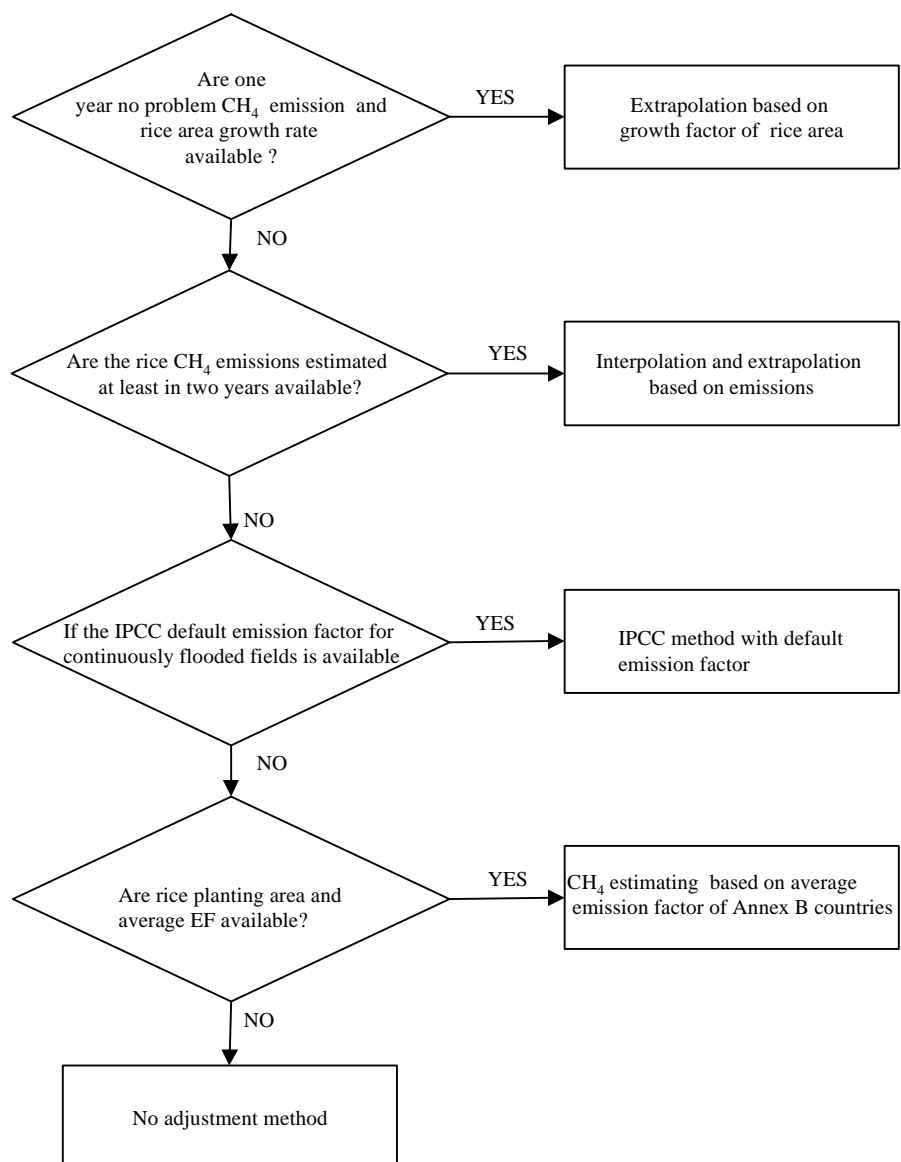 Are one
year no problem CH₄ emission and
rice area growth rate
available ?
YES
Extrapolation based on
growth factor of rice area
NO
Are the rice CH₄ emissions estimated
at least in two years available?
YES
Interpolation and extrapolation
based on emissions
NO
If the IPCC default emission factor for
continuously flooded fields is available
YES
IPCC method with default
emission factor
NO
Are rice planting area and
average EF available?
YES
CH₄ estimating based on average
emission factor of Annex B countries
NO
No adjustment method